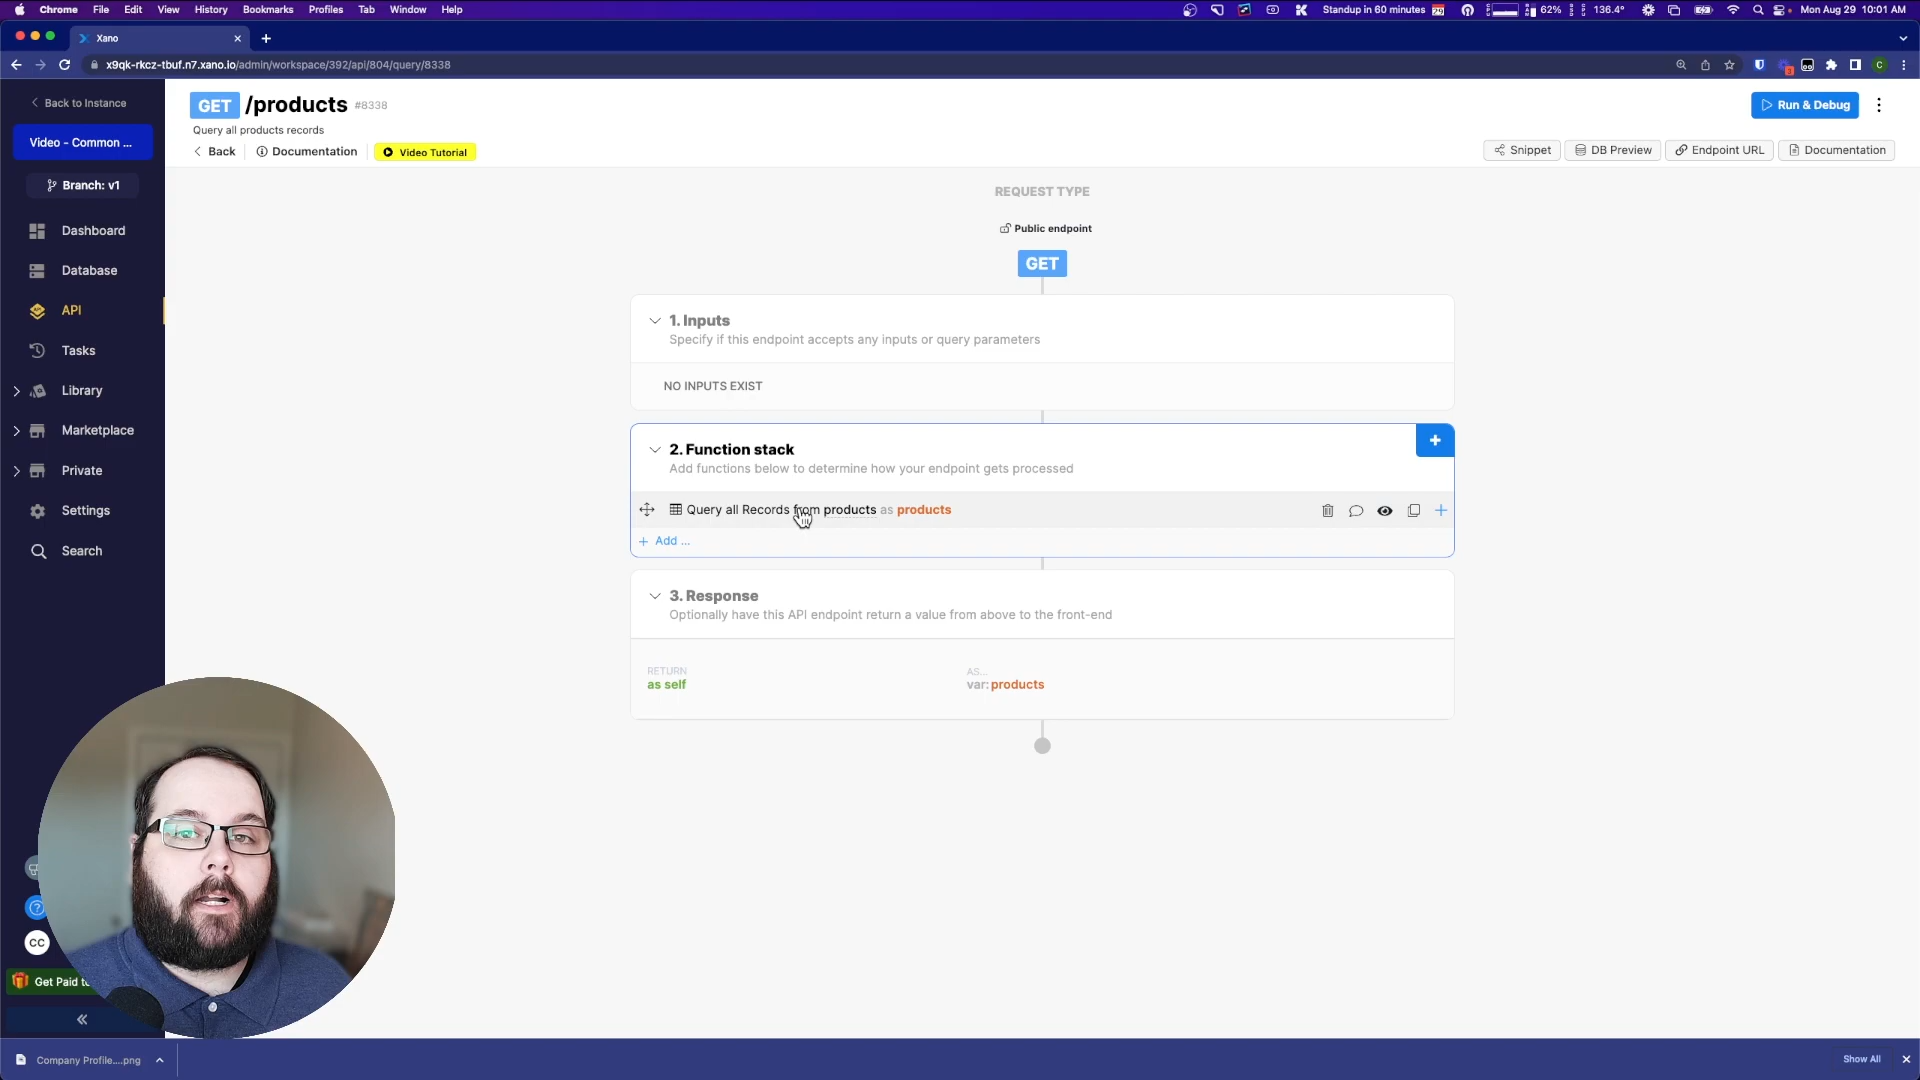 Chrome File Edit View History Bookmarks Profiles Tab Window Help
Standup in 60 minutes 62% 136.4° Mon Aug 29 10:01 AM
Xano
x9qk-rkcz-tbuf.n7.xano.io/admin/workspace/392/api/804/query/8338
Back to Instance
Video - Common ...
Branch: v1
Dashboard
Database
API
Tasks
Library
Marketplace
Private
Settings
Search
CC
Get Paid to
GET /products #8338
Query all products records
Back Documentation Video Tutorial
Run & Debug
Snippet DB Preview Endpoint URL Documentation
REQUEST TYPE
Public endpoint
GET
1. Inputs
Specify if this endpoint accepts any inputs or query parameters
NO INPUTS EXIST
2. Function stack
Add functions below to determine how your endpoint gets processed
Query all Records from products as products
+ Add ...
3. Response
Optionally have this API endpoint return a value from above to the front-end
RETURN AS...
as self var: products
Company Profile....png
Show All